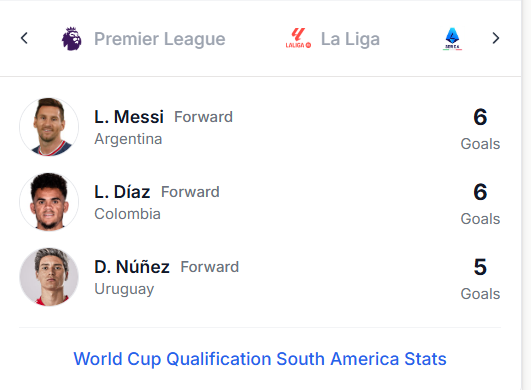 Premier League
LALIGA
La Liga
SERIE A
L. Messi Forward
Argentina
6
Goals
L. Díaz Forward
Colombia
6
Goals
D. Núñez Forward
Uruguay
5
Goals
World Cup Qualification South America Stats